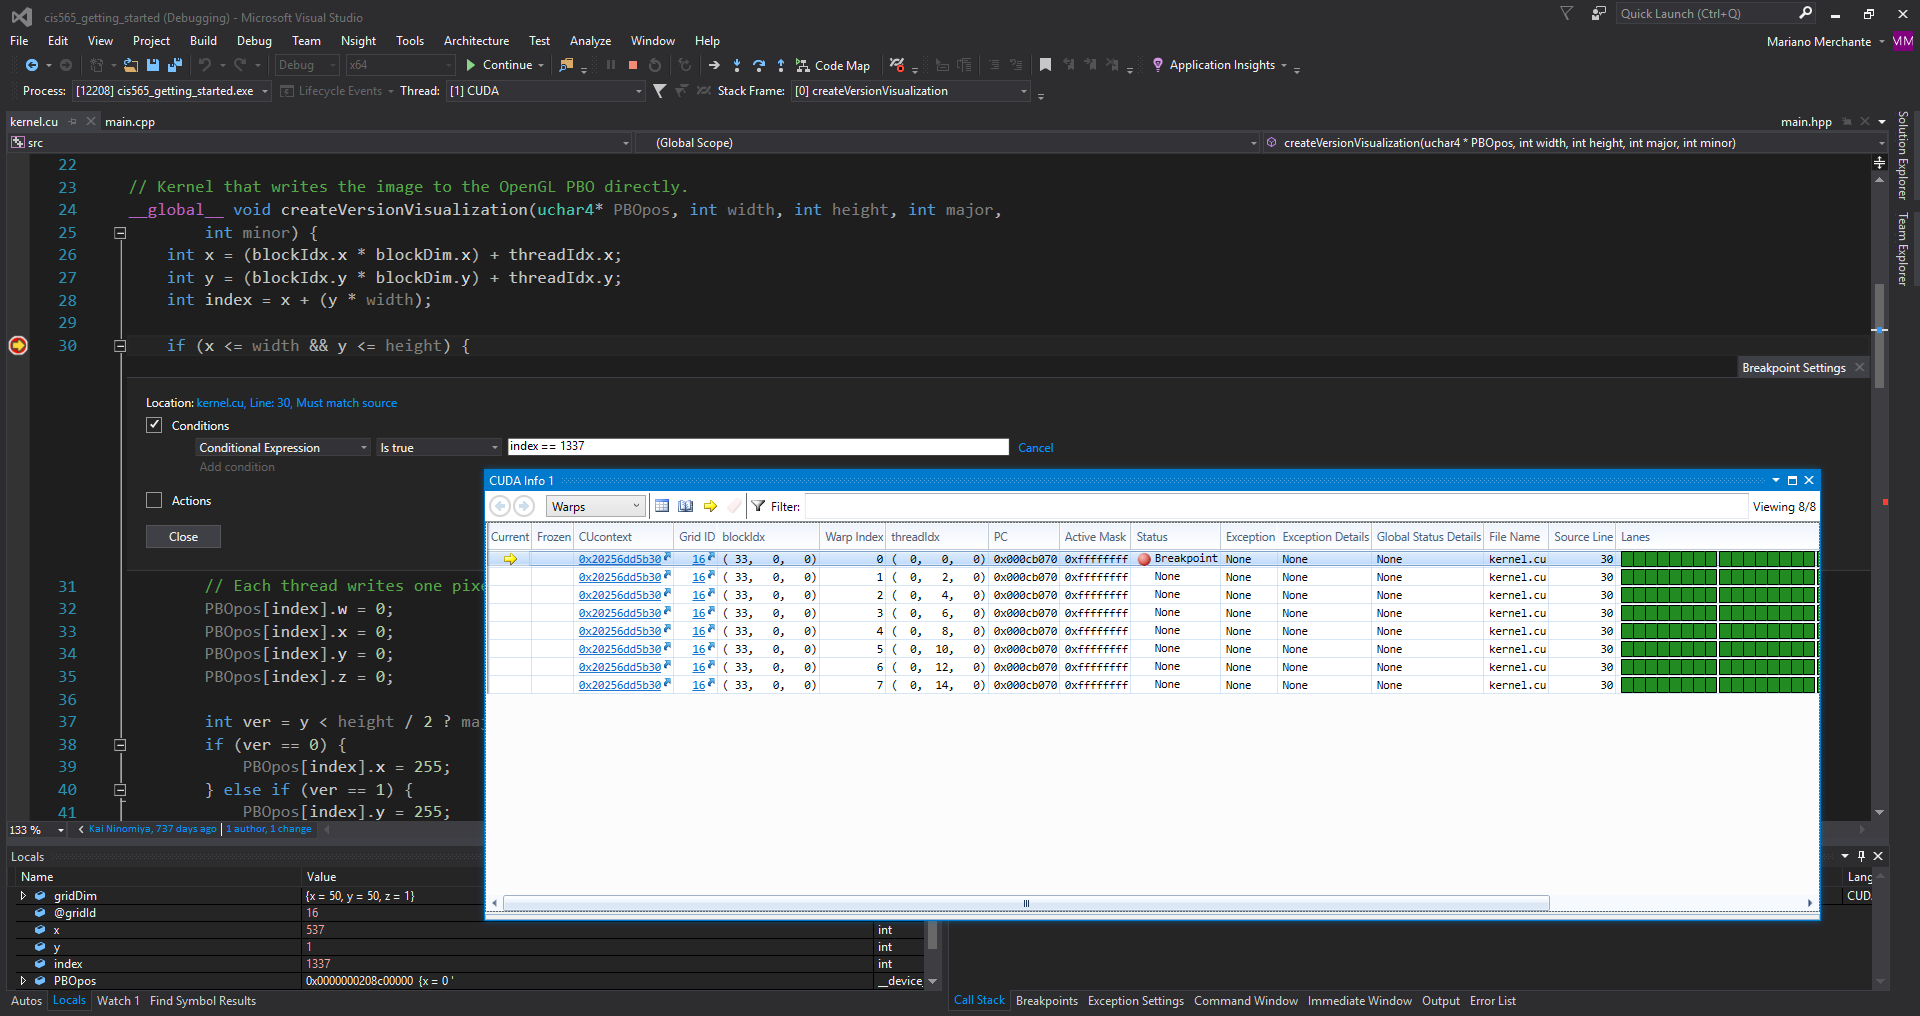 cis565_getting_started (Debugging) - Microsoft Visual Studio
Quick Launch (Ctrl+Q)
File Edit View Project Build Debug Team Nsight Tools Architecture Test Analyze Window Help
Mariano Merchante MM
Debug x64 Continue Code Map Application Insights
Process: [12208] cis565_getting_started.exe Lifecycle Events Thread: [1] CUDA Stack Frame: [0] createVersionVisualization
kernel.cu main.cpp main.hpp
src (Global Scope) createVersionVisualization(uchar4 * PBOpos, int width, int height, int major, int minor)
Solution Explorer
Team Explorer
22
23 // Kernel that writes the image to the OpenGL PBO directly.
24 __global__ void createVersionVisualization(uchar4* PBOpos, int width, int height, int major,
25 int minor) {
26 int x = (blockIdx.x * blockDim.x) + threadIdx.x;
27 int y = (blockIdx.y * blockDim.y) + threadIdx.y;
28 int index = x + (y * width);
29
30 if (x <= width && y <= height) {
Breakpoint Settings
Location: kernel.cu, Line: 30, Must match source
Conditions
Conditional Expression Is true index == 1337 Cancel
Add condition
Actions
Close
CUDA Info 1
Warps Filter: Viewing 8/8
Current Frozen CUcontext Grid ID blockIdx Warp Index threadIdx PC Active Mask Status Exception Exception Details Global Status Details File Name Source Line Lanes
0x20256dd5b30 16 ( 33, 0, 0) 0 ( 0, 0, 0) 0x000cb070 0xffffffff Breakpoint None None None kernel.cu 30
0x20256dd5b30 16 ( 33, 0, 0) 1 ( 0, 2, 0) 0x000cb070 0xffffffff None None None None kernel.cu 30
0x20256dd5b30 16 ( 33, 0, 0) 2 ( 0, 4, 0) 0x000cb070 0xffffffff None None None None kernel.cu 30
0x20256dd5b30 16 ( 33, 0, 0) 3 ( 0, 6, 0) 0x000cb070 0xffffffff None None None None kernel.cu 30
0x20256dd5b30 16 ( 33, 0, 0) 4 ( 0, 8, 0) 0x000cb070 0xffffffff None None None None kernel.cu 30
0x20256dd5b30 16 ( 33, 0, 0) 5 ( 0, 10, 0) 0x000cb070 0xffffffff None None None None kernel.cu 30
0x20256dd5b30 16 ( 33, 0, 0) 6 ( 0, 12, 0) 0x000cb070 0xffffffff None None None None kernel.cu 30
0x20256dd5b30 16 ( 33, 0, 0) 7 ( 0, 14, 0) 0x000cb070 0xffffffff None None None None kernel.cu 30
31 // Each thread writes one pixe
32 PBOpos[index].w = 0;
33 PBOpos[index].x = 0;
34 PBOpos[index].y = 0;
35 PBOpos[index].z = 0;
36
37 int ver = y < height / 2 ? ma
38 if (ver == 0) {
39 PBOpos[index].x = 255;
40 } else if (ver == 1) {
41 PBOpos[index].y = 255;
133 % Kai Ninomiya, 737 days ago | 1 author, 1 change
Locals
Name Value Lang
gridDim {x = 50, y = 50, z = 1} CUD
@gridId 16
x 537 int
y 1 int
index 1337 int
PBOpos 0x0000000208c00000 {x = 0 ' __device_
Autos Locals Watch 1 Find Symbol Results
Call Stack Breakpoints Exception Settings Command Window Immediate Window Output Error List